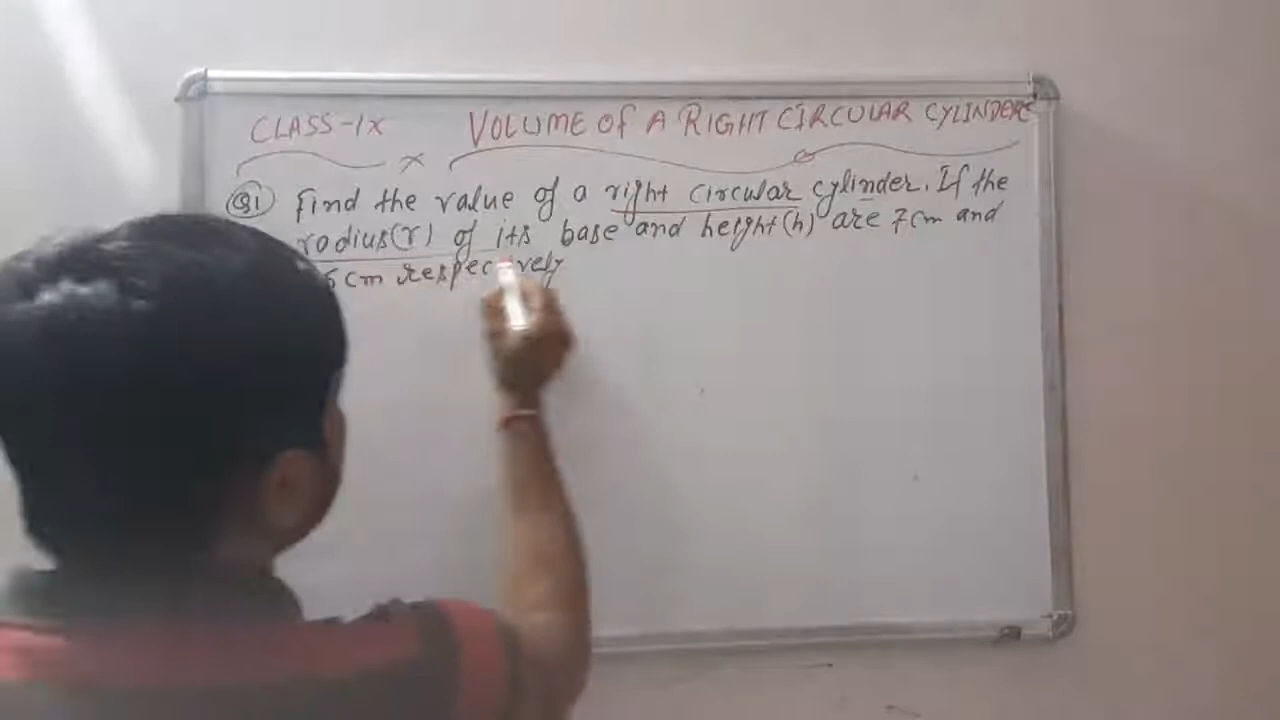 CLASS-IX VOLUME OF A RIGHT CIRCULAR CYLINDER
Q1 Find the value of a right circular cylinder. If the
radius(r) of its base and height(h) are 7cm and
cm respectively